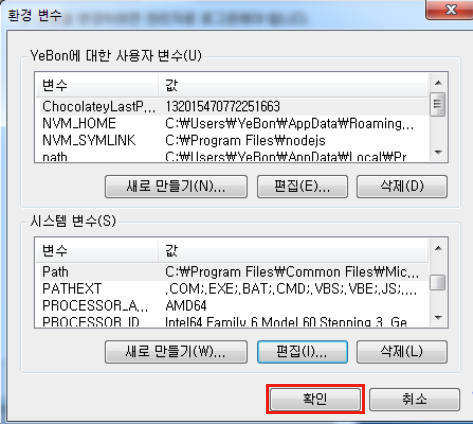 환경 변수
YeBon에 대한 사용자 변수(U)
변수 값
ChocolateyLastP... 132015470772251663
NVM_HOME C:₩Users₩YeBon₩AppData₩Roaming...
NVM_SYMLINK C:₩Program Files₩nodejs
path C:₩Users₩YeBon₩AppData₩Local₩Pr...
새로 만들기(N)... 편집(E)... 삭제(D)
시스템 변수(S)
변수 값
Path C:₩Program Files₩Common Files₩Mic...
PATHEXT .COM;.EXE;.BAT;.CMD;.VBS;.VBE;.JS;...
PROCESSOR_A... AMD64
PROCESSOR_ID... Intel64 Family 6 Model 60 Stepping 3, Ge...
새로 만들기(W)... 편집(I)... 삭제(L)
확인 취소